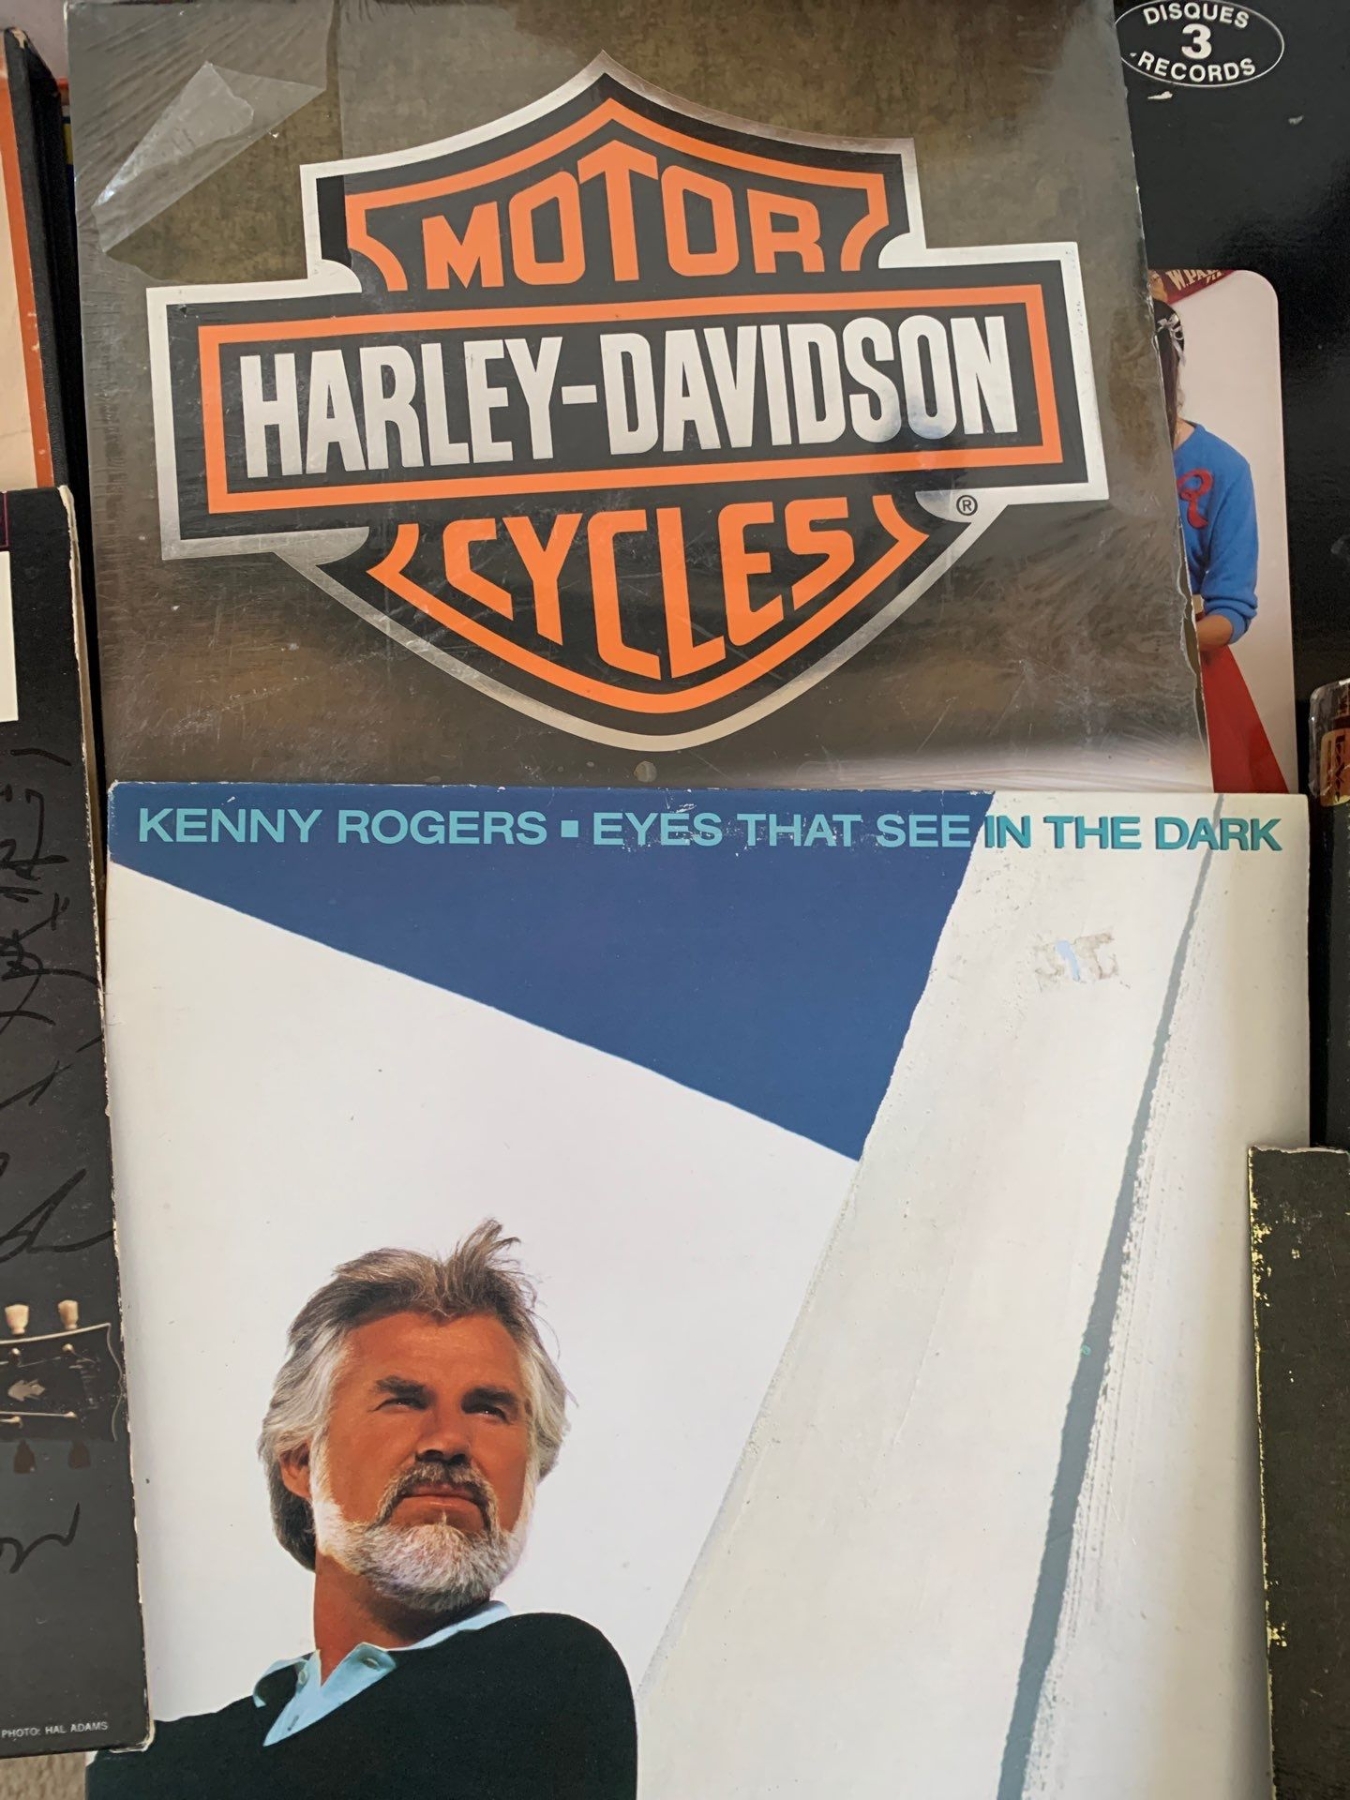 DISQUES
3
RECORDS
MOTOR
HARLEY-DAVIDSON
CYCLES
®
KENNY ROGERS ▪ EYES THAT SEE IN THE DARK
PHOTO: HAL ADAMS